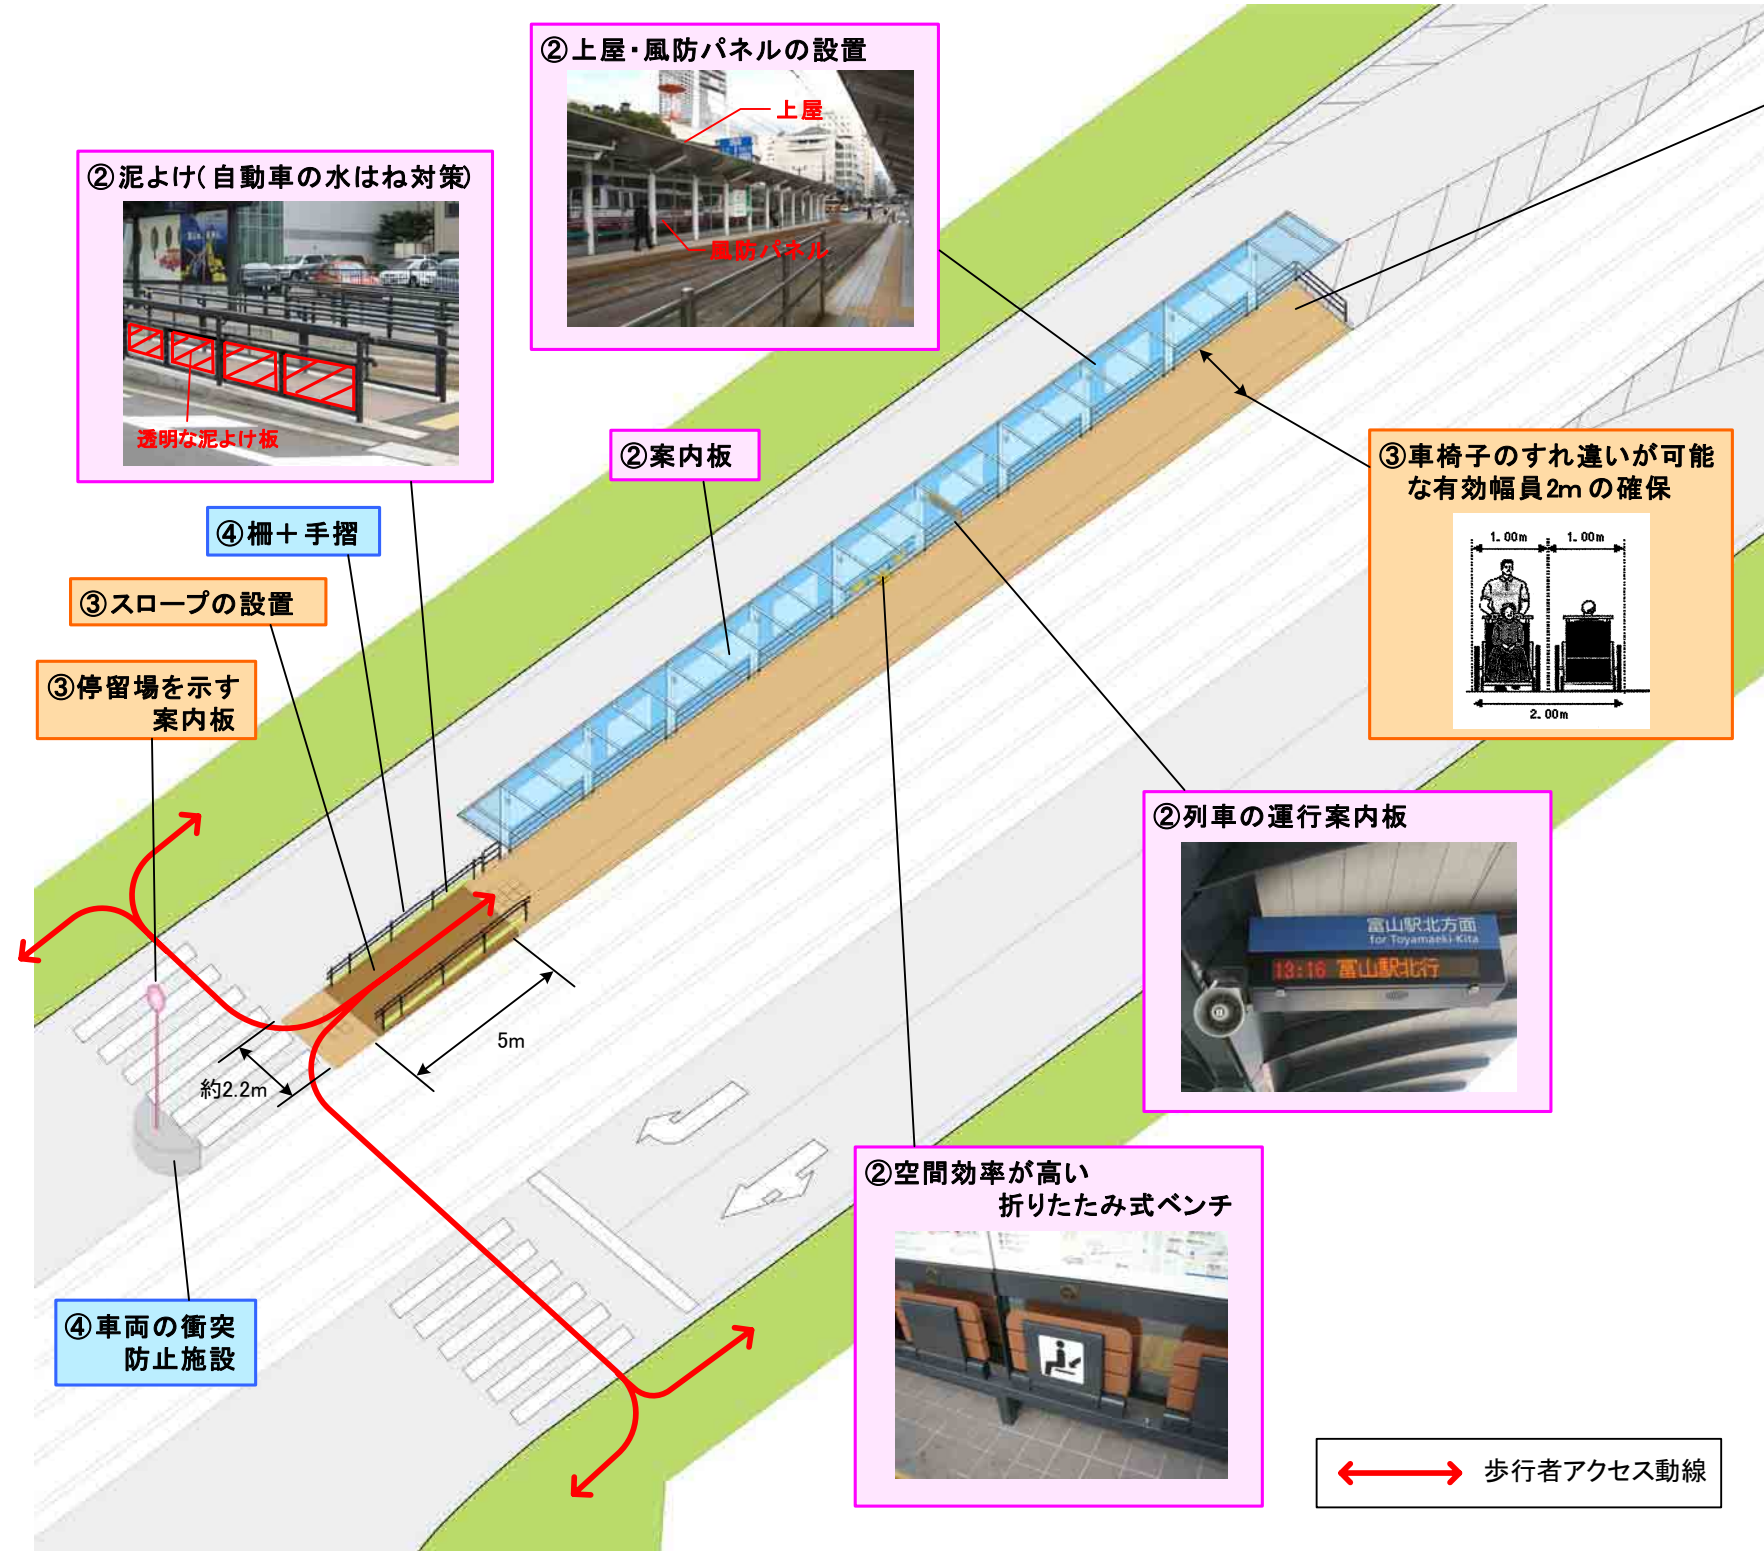 ②上屋・風防パネルの設置
上屋
風防パネル
②泥よけ(自動車の水はね対策)
透明な泥よけ板
②案内板
④柵＋手摺
③スロープの設置
③停留場を示す
案内板
③車椅子のすれ違いが可能
な有効幅員2mの確保
1.00m 1.00m
2.00m
②列車の運行案内板
富山駅北方面
for Toyamaeki-Kita
13:16 富山駅北行
5m
約2.2m
②空間効率が高い
折りたたみ式ベンチ
④車両の衝突
防止施設
歩行者アクセス動線